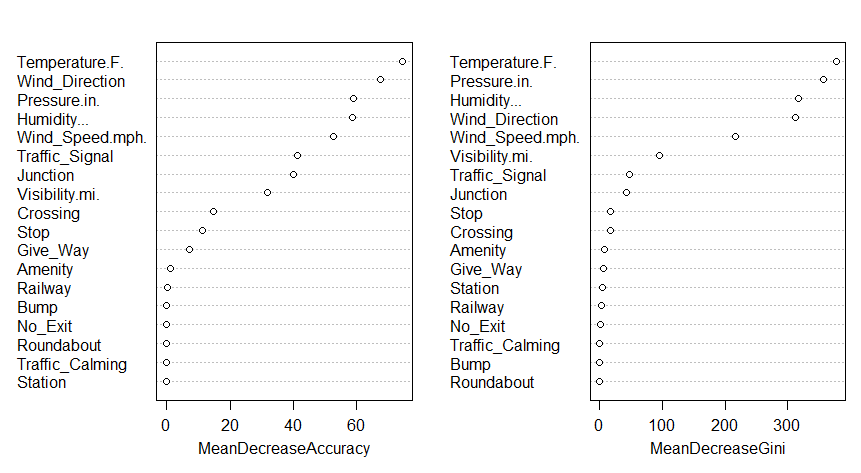 Temperature.F.
Wind_Direction
Pressure.in.
Humidity...
Wind_Speed.mph.
Traffic_Signal
Junction
Visibility.mi.
Crossing
Stop
Give_Way
Amenity
Railway
Bump
No_Exit
Roundabout
Traffic_Calming
Station
0 20 40 60
MeanDecreaseAccuracy
Temperature.F.
Pressure.in.
Humidity...
Wind_Direction
Wind_Speed.mph.
Visibility.mi.
Traffic_Signal
Junction
Stop
Crossing
Amenity
Give_Way
Station
Railway
No_Exit
Traffic_Calming
Bump
Roundabout
0 100 200 300
MeanDecreaseGini